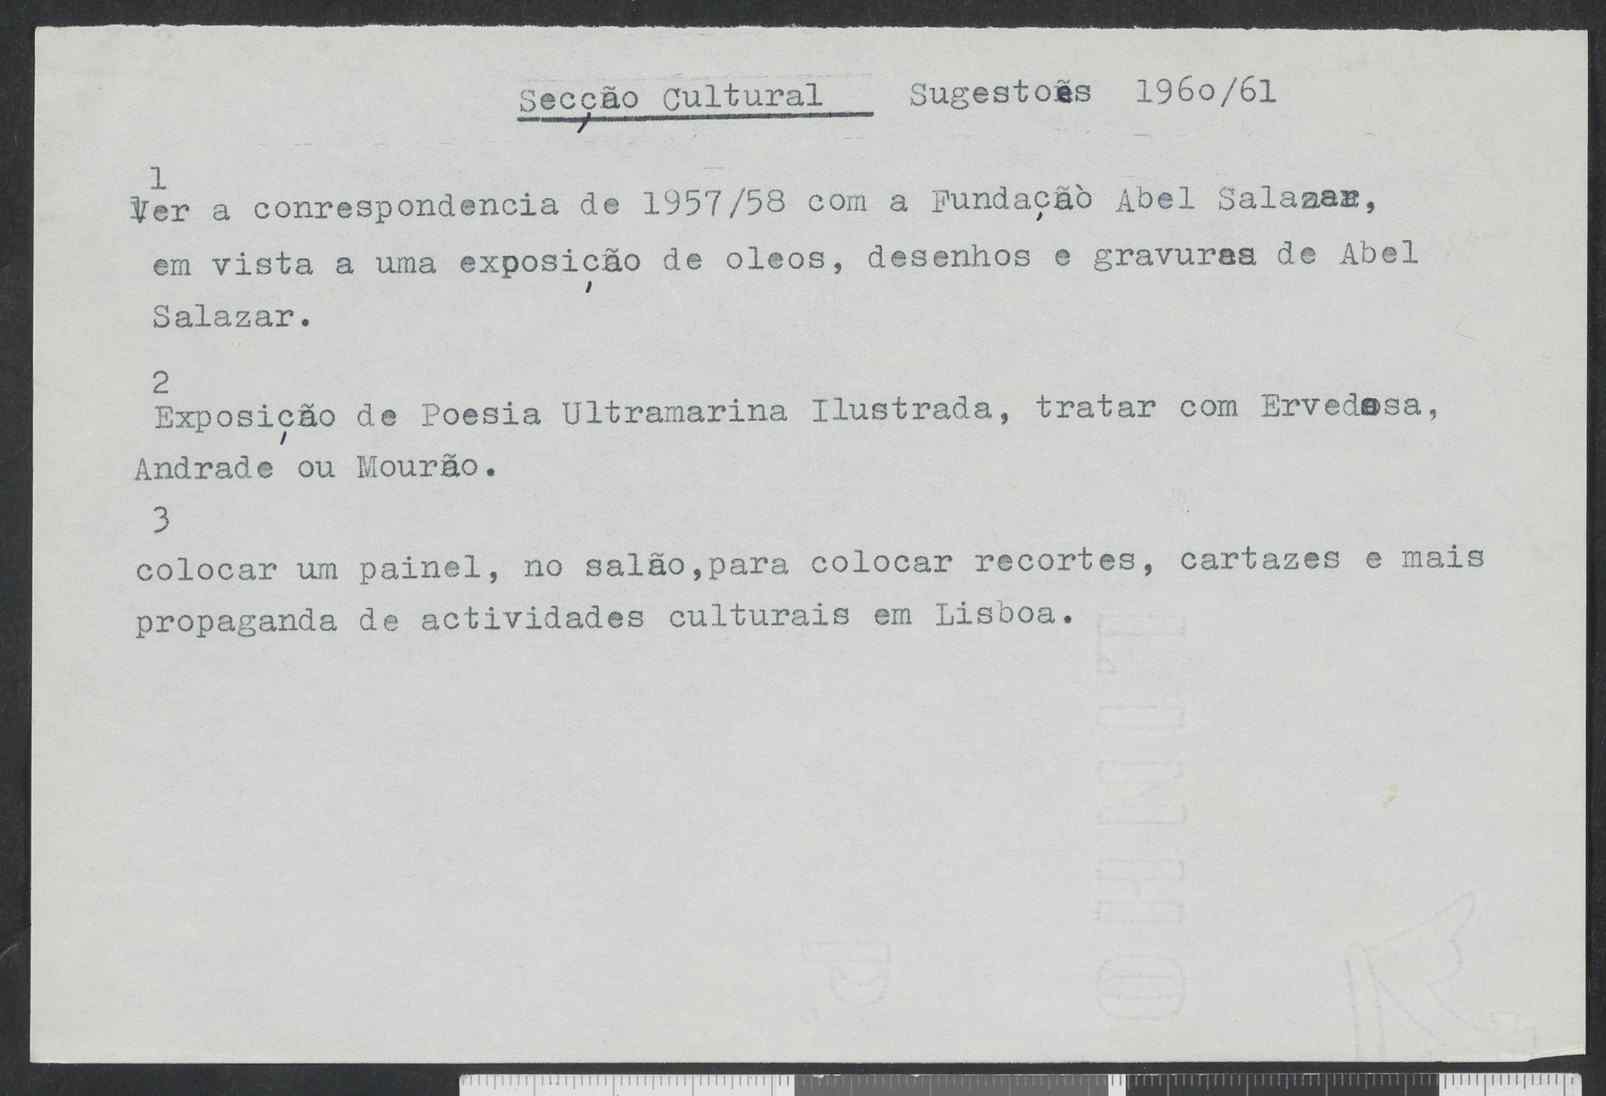 Secção Cultural Sugestoẽs 196o/61
1
Ver a conrespondencia de 1957/58 com a Fundaçãò Abel Salazar,
em vista a uma exposição de oleos, desenhos e gravuras de Abel
Salazar.
2
Exposição de Poesia Ultramarina Ilustrada, tratar com Ervedosa,
Andrade ou Mourão.
3
colocar um painel, no salão,para colocar recortes, cartazes e mais
propaganda de actividades culturais em Lisboa.